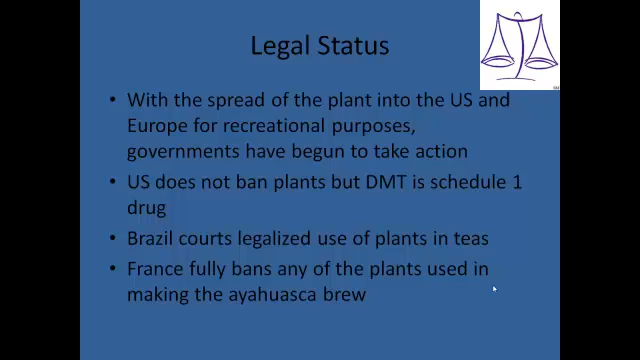 Legal Status
• With the spread of the plant into the US and
Europe for recreational purposes,
governments have begun to take action
• US does not ban plants but DMT is schedule 1
drug
• Brazil courts legalized use of plants in teas
• France fully bans any of the plants used in
making the ayahuasca brew